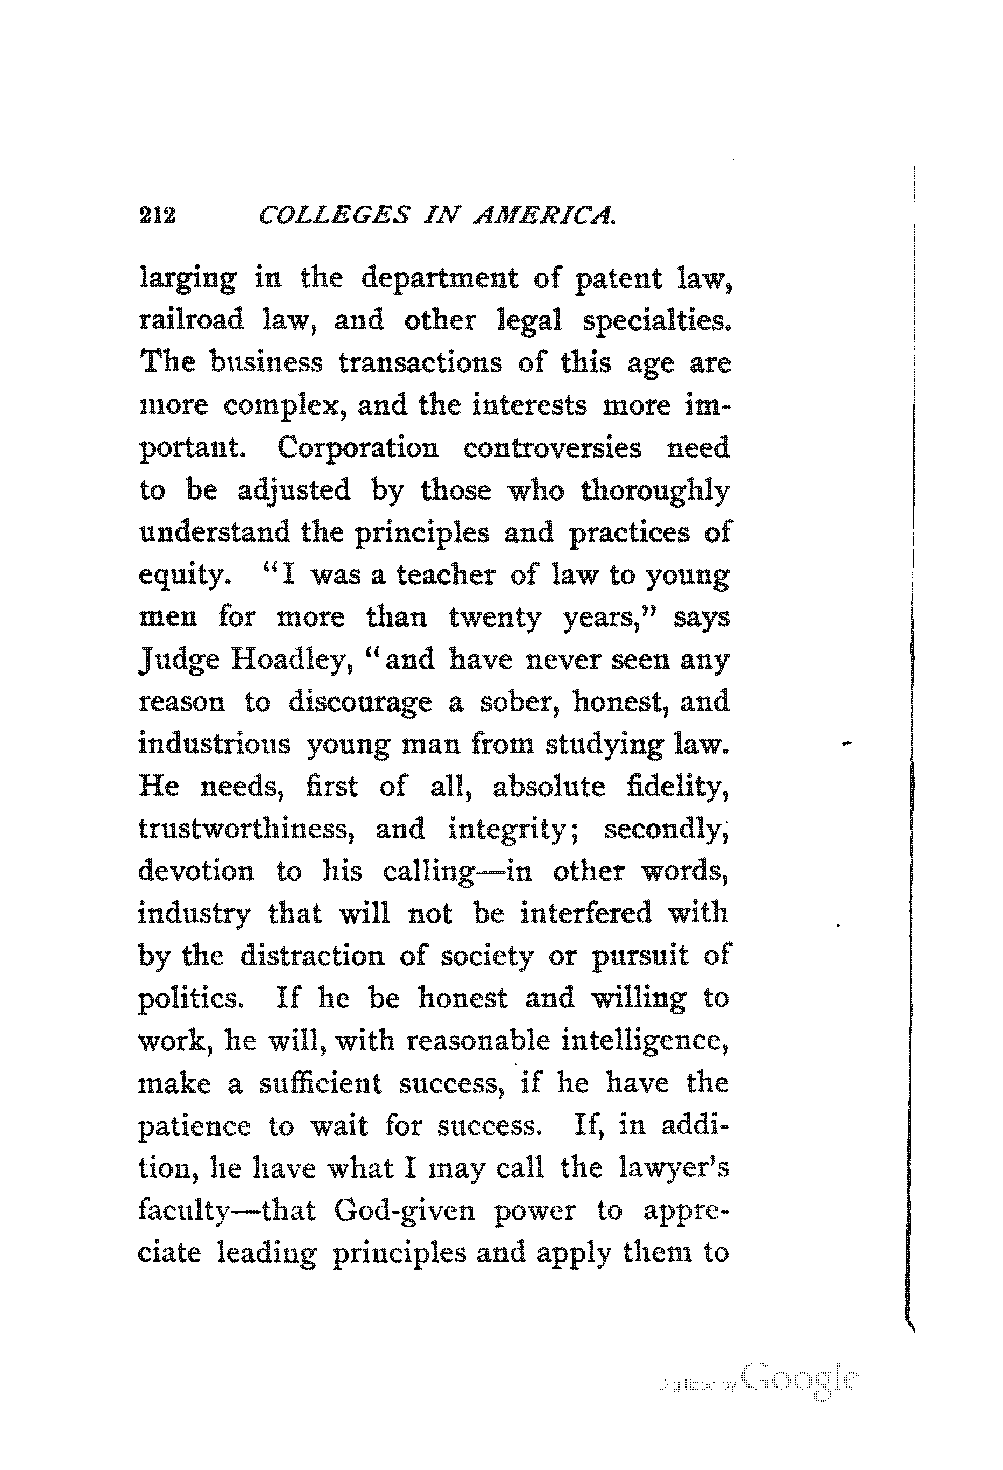 212 COLLEGES IN AMERICA.
larging in the department of patent law,
railroad law, and other legal specialties.
The business transactions of this age are
more complex, and the interests more im-
portant. Corporation controversies need
to be adjusted by those who thoroughly
understand the principles and practices of
equity. "I was a teacher of law to young
men for more than twenty years," says
Judge Hoadley, "and have never seen any
reason to discourage a sober, honest, and
industrious young man from studying law.
He needs, first of all, absolute fidelity,
trustworthiness, and integrity; secondly,
devotion to his calling—in other words,
industry that will not be interfered with
by the distraction of society or pursuit of
politics. If he be honest and willing to
work, he will, with reasonable intelligence,
make a sufficient success, if he have the
patience to wait for success. If, in addi-
tion, he have what I may call the lawyer's
faculty—that God-given power to appre-
ciate leading principles and apply them to
Digitized by Google